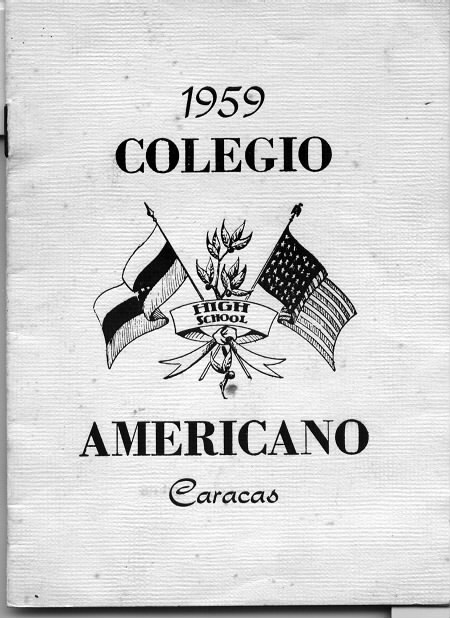 1959
COLEGIO
HIGH
SCHOOL
AMERICANO
Caracas